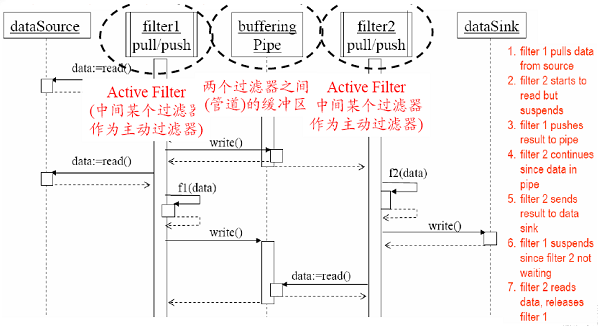 dataSource
filter1
pull/push
buffering
Pipe
filter2
pull/push
dataSink
data:=read()
Active Filter
(中间某个过滤器
作为主动过滤器)
两个过滤器之间
(管道)的缓冲区
Active Filter
中间某个过滤器
作为主动过滤器)
write()
data:=read()
f1(data)
f2(data)
write()
write()
data:=read()
1. filter 1 pulls data
from source
2. filter 2 starts to
read but
suspends
3. filter 1 pushes
result to pipe
4. filter 2 continues
since data in
pipe
5. filter 2 sends
result to data
sink
6. filter 1 suspends
since filter 2 not
waiting
7. filter 2 reads
data, releases
filter 1